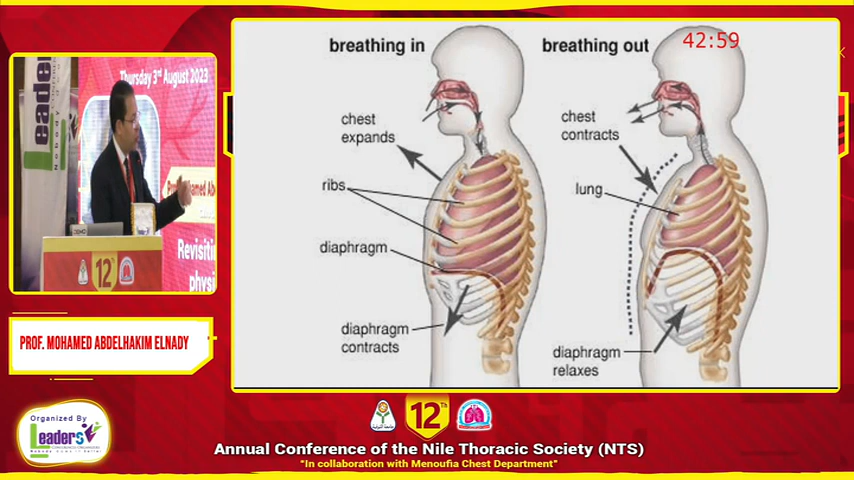 breathing in
breathing out
42:59
chest
expands
ribs
diaphragm
diaphragm
contracts
chest
contracts
lung
diaphragm
relaxes
Thursday 3rd August 2023
eader
Revisiti
physi
12
PROF. MOHAMED ABDELHAKIM ELNADY
Organized By
Leaders
12TH
Annual Conference of the Nile Thoracic Society (NTS)
"In collaboration with Menoufia Chest Department"